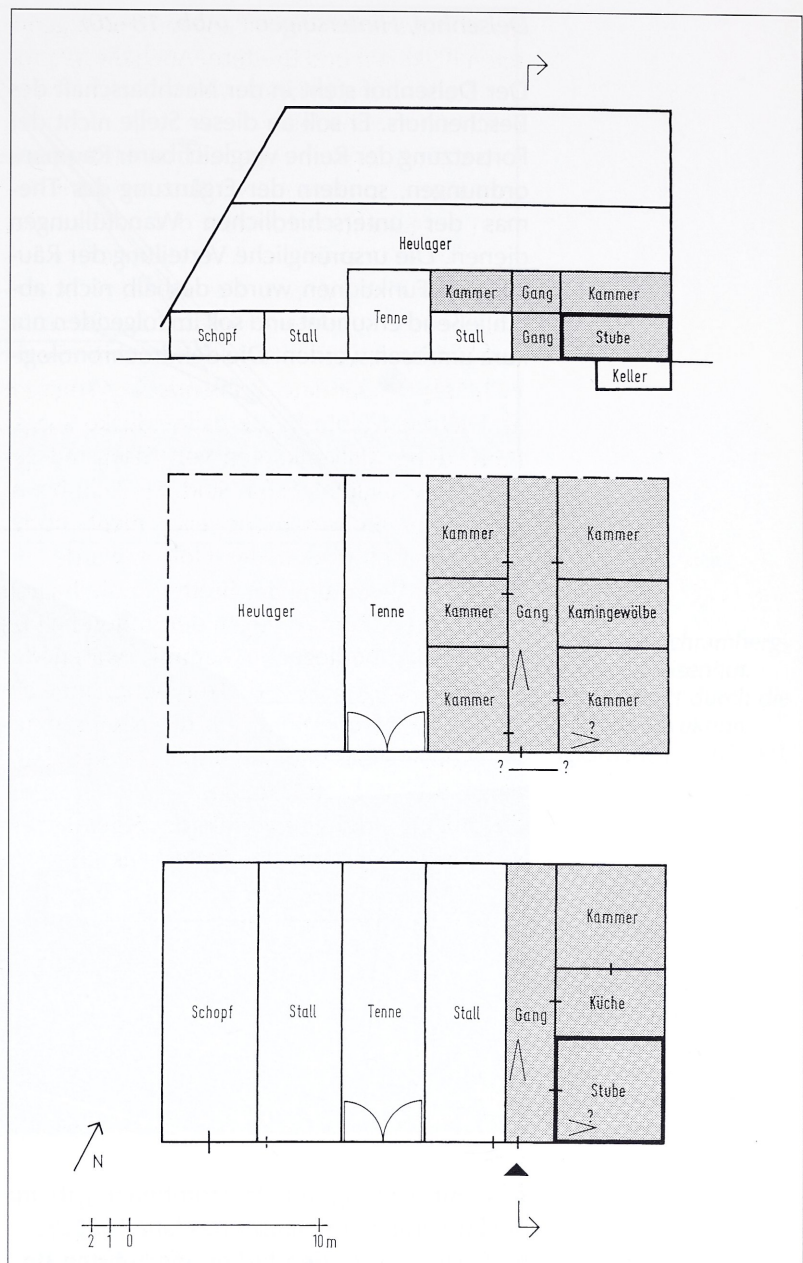 Heulager
Kammer Gang Kammer
Tenne
Schopf Stall Stall Gang Stube
Keller
Kammer Kammer
Heulager Tenne Kammer Gang Kamingewölbe
Kammer Kammer
?
? ?
Kammer
Küche
Schopf Stall Tenne Stall Gang
Stube
?
N
2 1 0 10 m